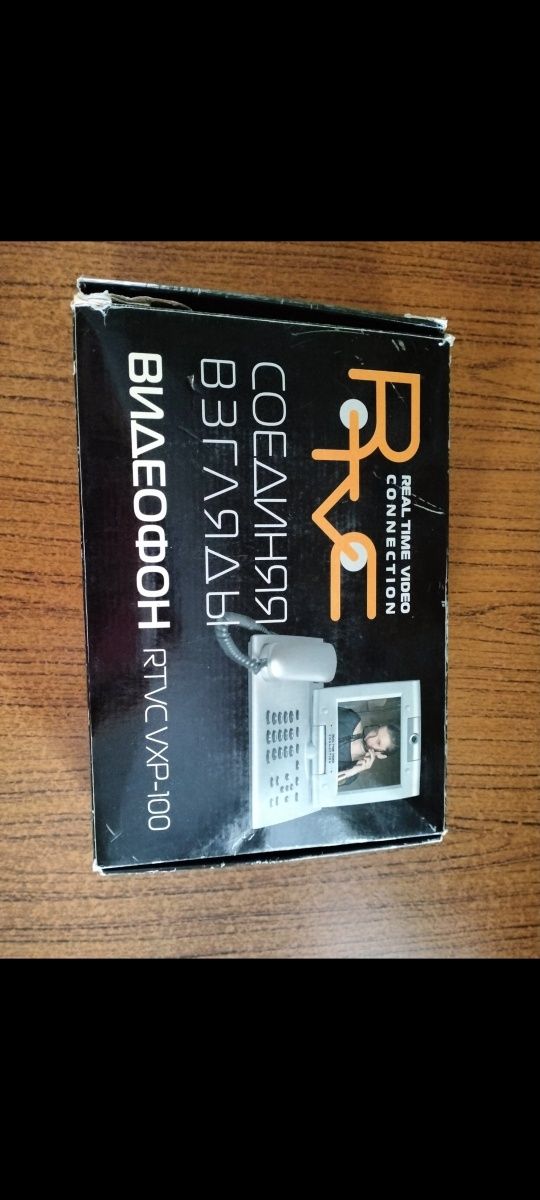 RTVC
REAL TIME VIDEO
CONNECTION
СОЕДИНЯЯ
ВЗГЛЯДЫ
ВИДЕОФОН RTVC VXP-100